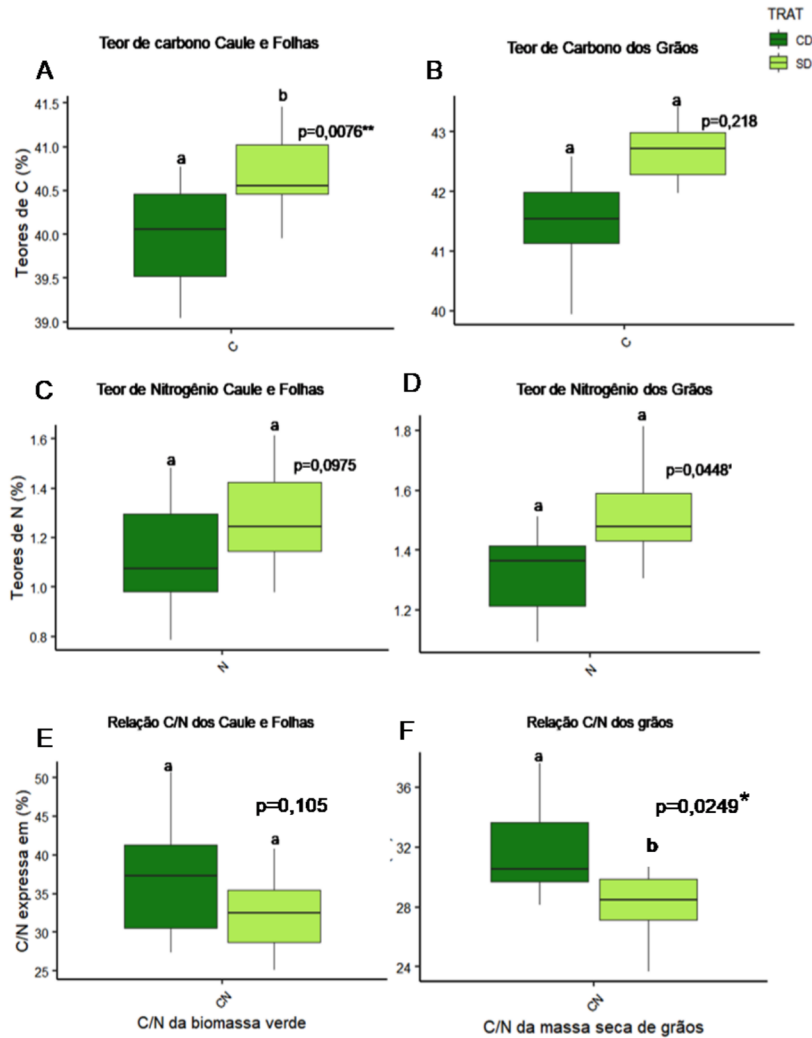 TRAT
CD
SD
Teor de carbono Caule e Folhas
A
b
41.5
p=0,0076**
a
41.0
40.5
40.0
39.5
39.0
Teores de C (%)
C
Teor de Carbono dos Grãos
B
a
43
p=0,218
a
42
41
40
C
C
Teor de Nitrogênio Caule e Folhas
a
1.6
a
p=0,0975
1.4
1.2
1.0
0.8
Teores de N (%)
N
D
Teor de Nitrogênio dos Grãos
a
1.8
p=0,0448'
1.6
a
1.4
1.2
N
Relação C/N dos Caule e Folhas
E
a
50
p=0,105
45
a
40
35
30
25
C/N expressa em (%)
C/N da biomassa verde
Relação C/N dos grãos
F
a
36
p=0,0249*
b
32
28
24
C/N da massa seca de grãos